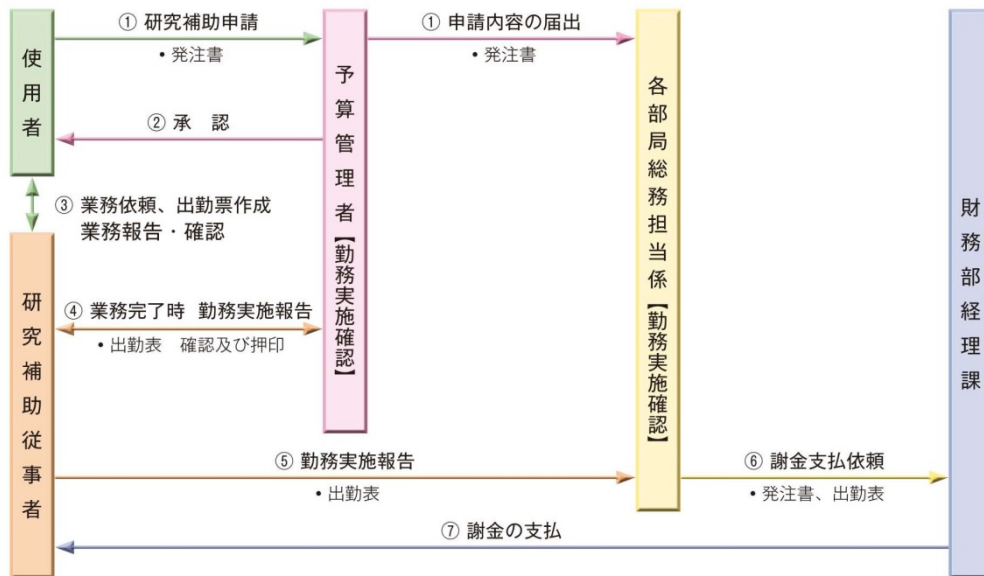 ① 研究補助申請
• 発注書
① 申請内容の届出
• 発注書
使用者
② 承 認
予算管理者【勤務実施確認】
各部局総務担当係【勤務実施確認】
財務部経理課
③ 業務依頼、出勤票作成
業務報告・確認
研究補助従事者
④ 業務完了時 勤務実施報告
• 出勤表 確認及び押印
⑤ 勤務実施報告
• 出勤表
⑥ 謝金支払依頼
• 発注書、出勤表
⑦ 謝金の支払